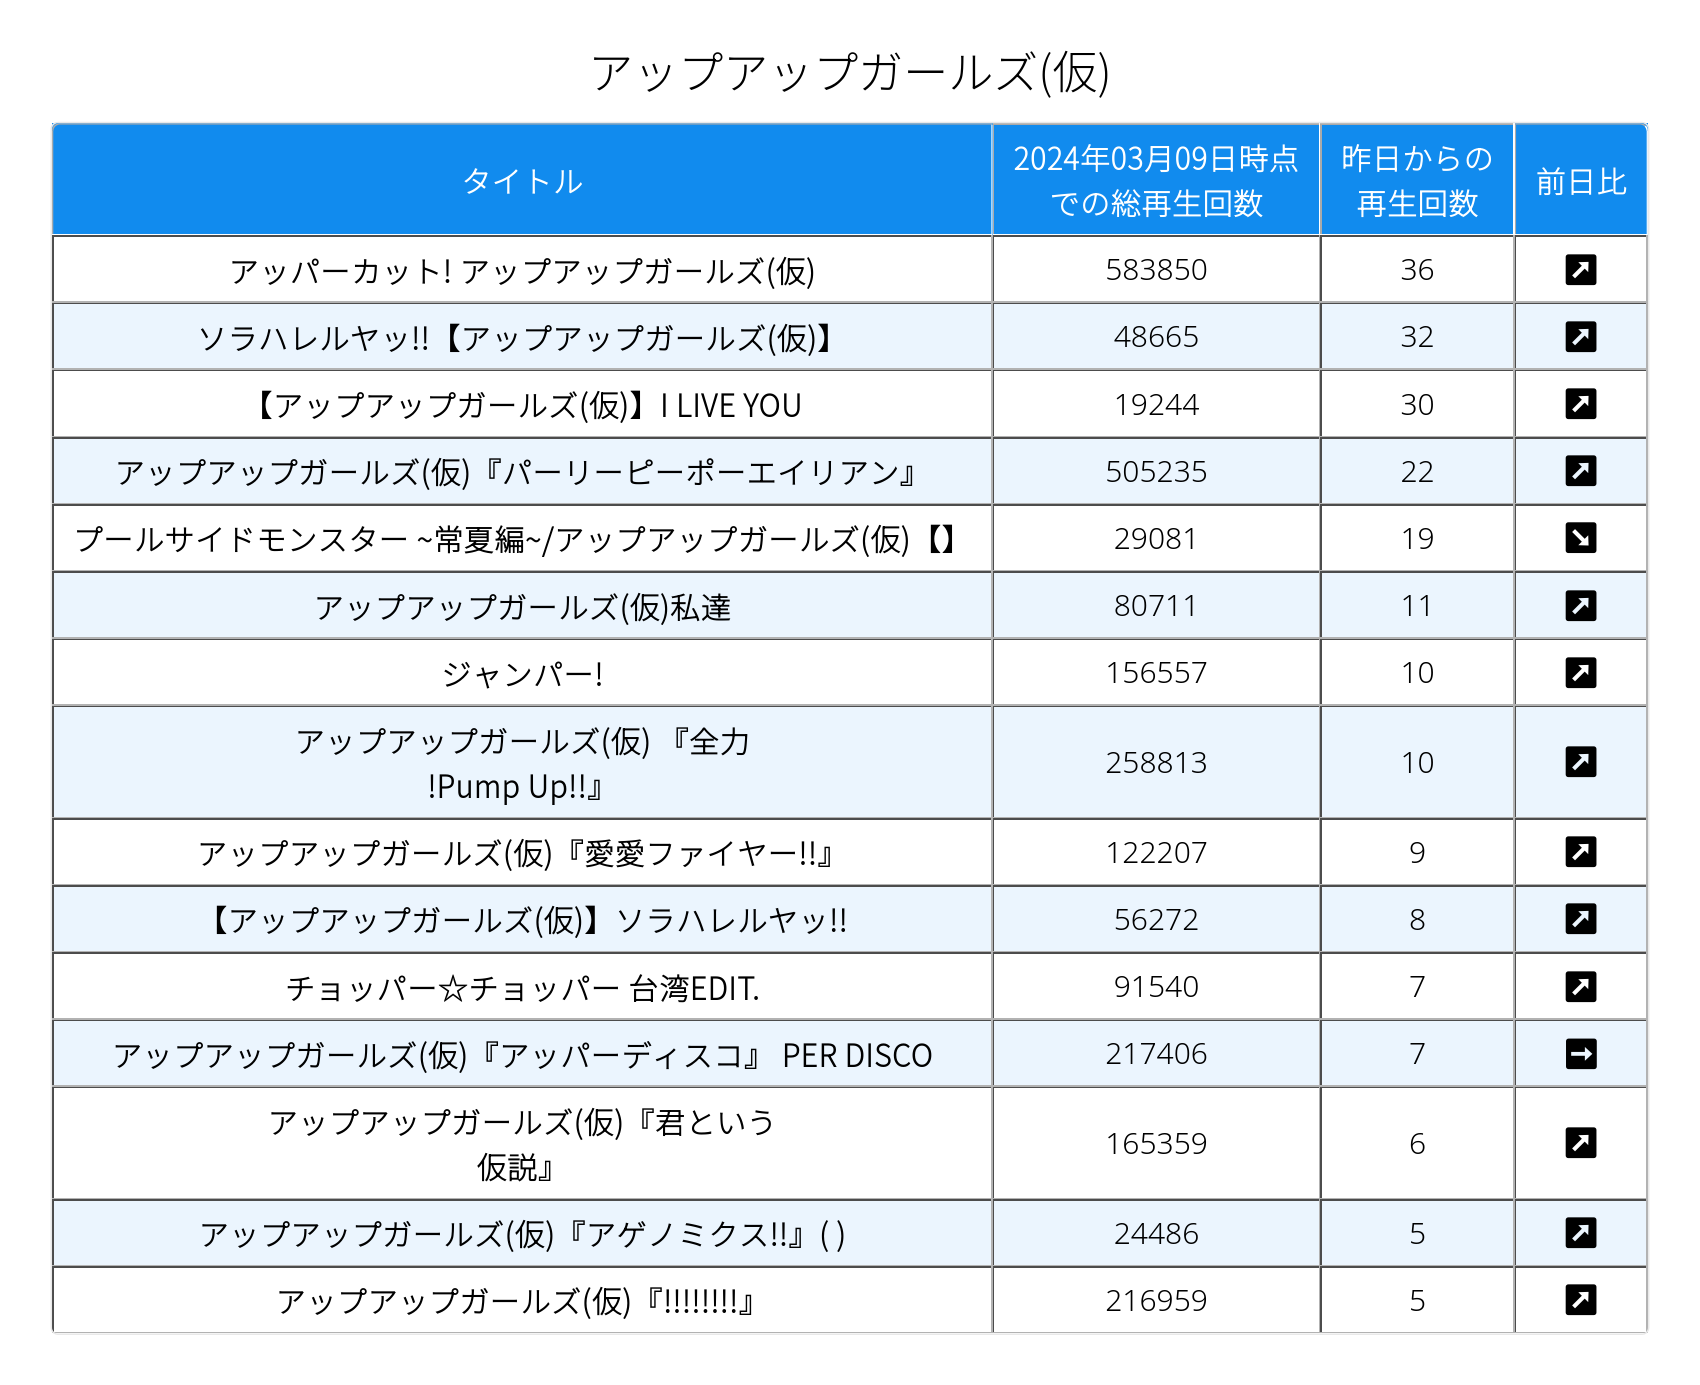 アップアップガールズ(仮)
タイトル 2024年03月09日時点 での総再生回数 昨日からの 再生回数 前日比
アッパーカット! アップアップガールズ(仮) 583850 36
ソラハレルヤッ!!【アップアップガールズ(仮)】 48665 32
【アップアップガールズ(仮)】I LIVE YOU 19244 30
アップアップガールズ(仮)『パーリーピーポーエイリアン』 505235 22
プールサイドモンスター ~常夏編~/アップアップガールズ(仮)【】 29081 19
アップアップガールズ(仮)私達 80711 11
ジャンパー! 156557 10
アップアップガールズ(仮) 『全力
!Pump Up!!』 258813 10
アップアップガールズ(仮)『愛愛ファイヤー!!』 122207 9
【アップアップガールズ(仮)】ソラハレルヤッ!! 56272 8
チョッパー☆チョッパー 台湾EDIT. 91540 7
アップアップガールズ(仮)『アッパーディスコ』 PER DISCO 217406 7
アップアップガールズ(仮)『君という
仮説』 165359 6
アップアップガールズ(仮)『アゲノミクス!!』( ) 24486 5
アップアップガールズ(仮)『!!!!!!!!』 216959 5